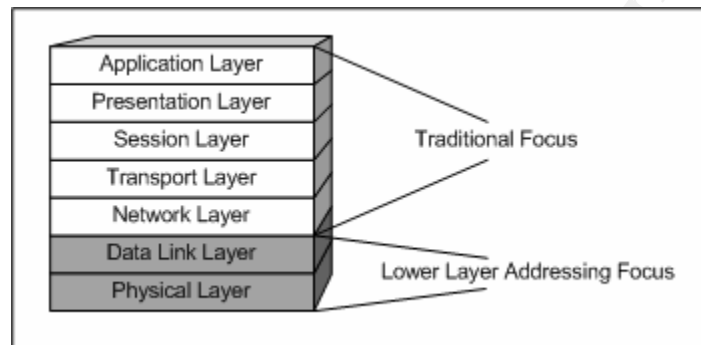 Application Layer
Presentation Layer
Session Layer
Transport Layer
Network Layer
Data Link Layer
Physical Layer
Traditional Focus
Lower Layer Addressing Focus